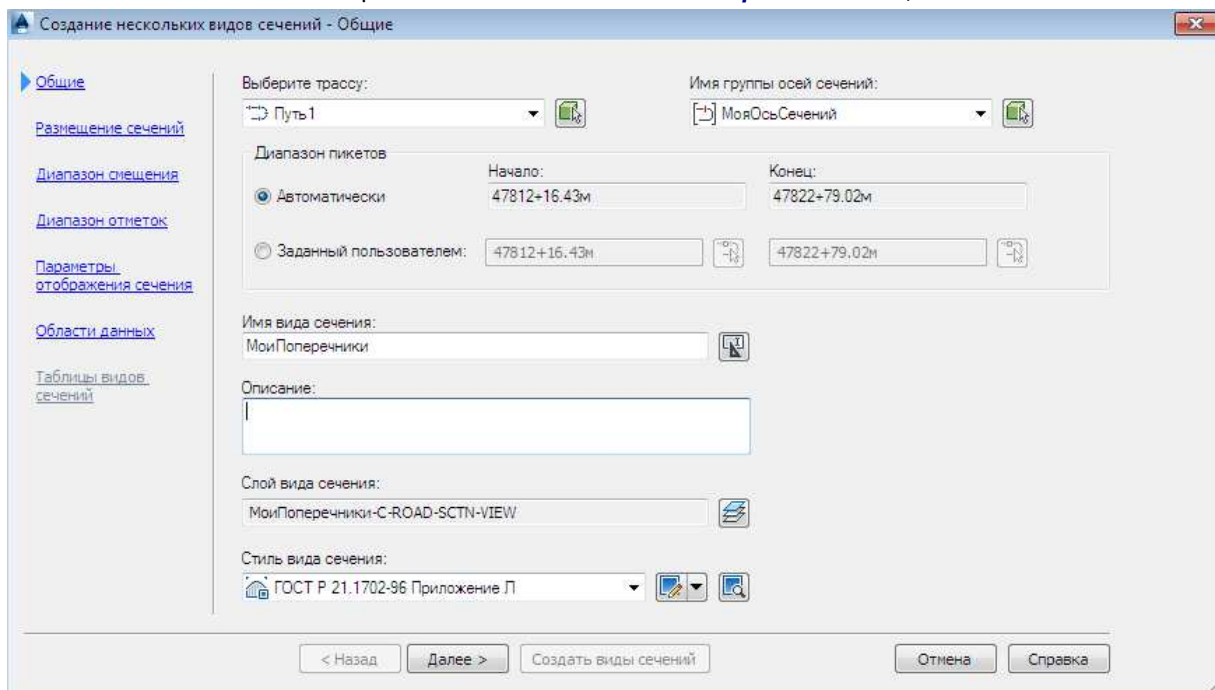 Создание нескольких видов сечений - Общие
Общие
Размещение сечений
Диапазон смещения
Диапазон отметок
Параметры
отображения сечения
Области данных
Таблицы видов
сечений
Выберите трассу:
Имя группы осей сечений:
Путь1
МояОсьСечений
Диапазон пикетов
Начало:
Конец:
Автоматически
47812+16.43м
47822+79.02м
Заданный пользователем:
47812+16.43м
47822+79.02м
Имя вида сечения:
МоиПоперечники
Описание:
Слой вида сечения:
МоиПоперечники-C-ROAD-SCTN-VIEW
Стиль вида сечения:
ГОСТ Р 21.1702-96 Приложение Л
< Назад
Далее >
Создать виды сечений
Отмена
Справка